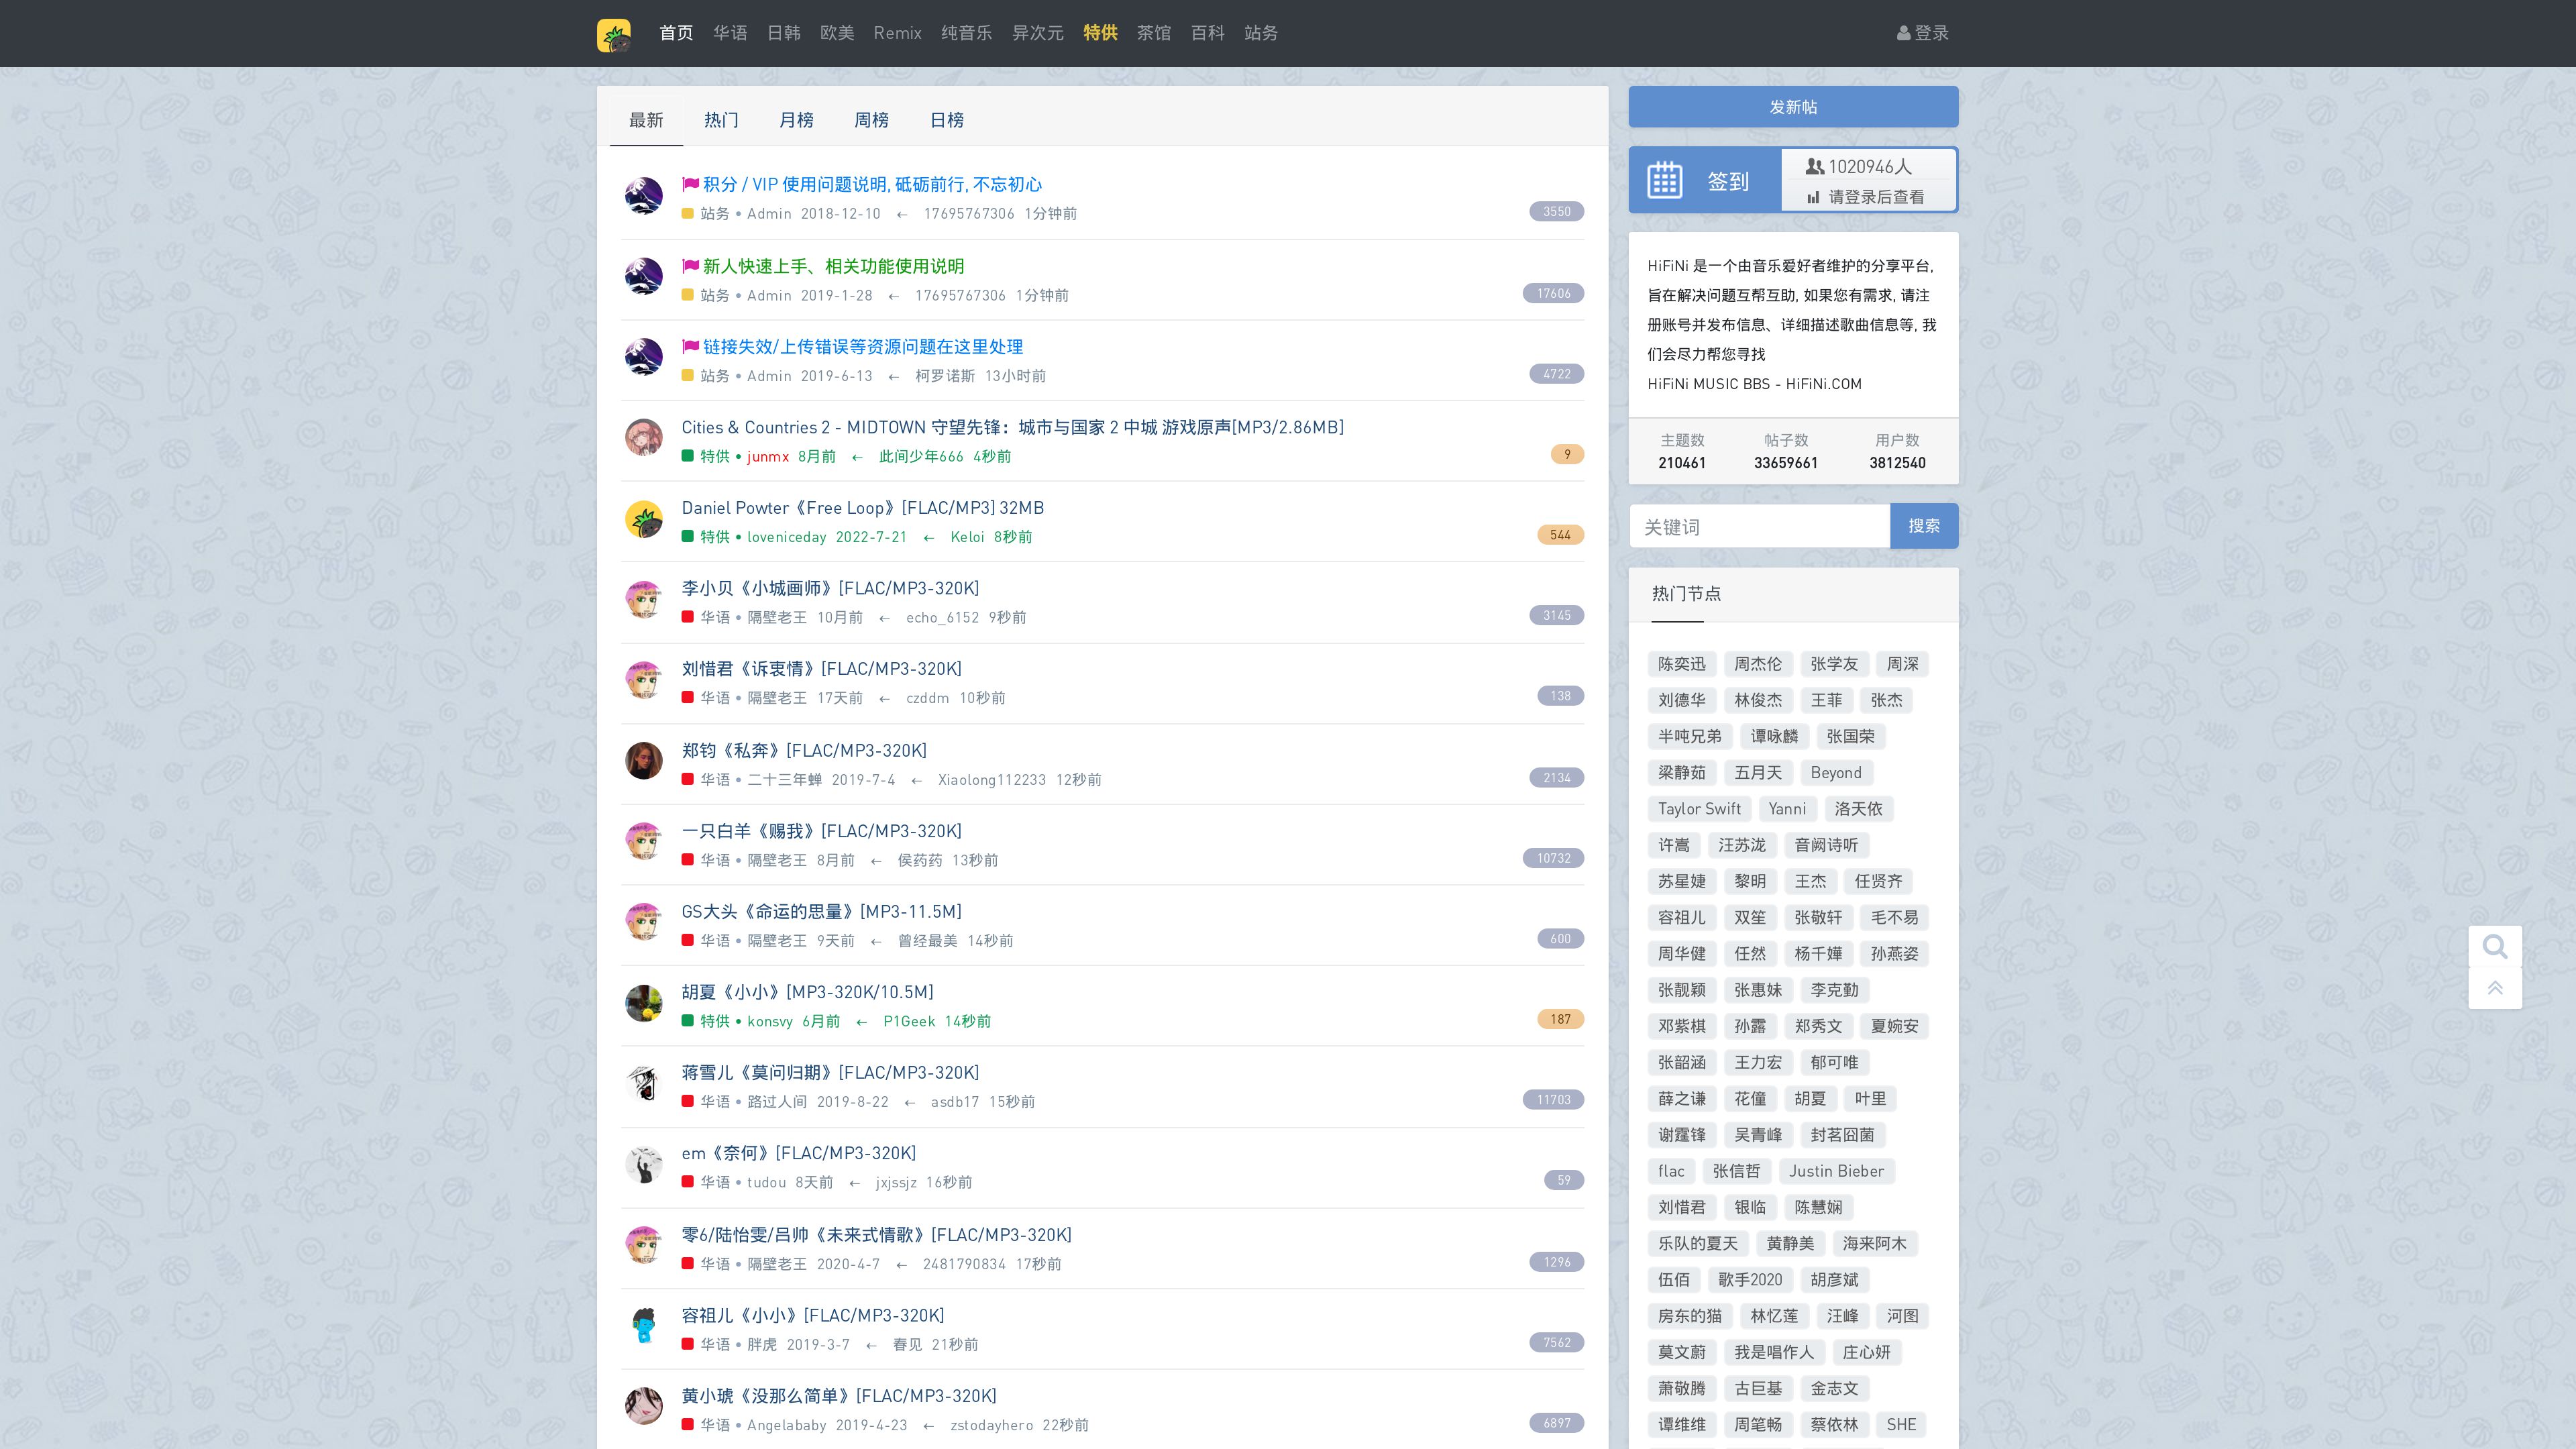 首页 华语 日韩 欧美 Remix 纯音乐 异次元 特供 茶馆 百科 站务 登录
最新 热门 月榜 周榜 日榜
积分 / VIP 使用问题说明, 砥砺前行, 不忘初心
站务 • Admin 2018-12-10 ← 17695767306 1分钟前 3550
新人快速上手、相关功能使用说明
站务 • Admin 2019-1-28 ← 17695767306 1分钟前 17606
链接失效/上传错误等资源问题在这里处理
站务 • Admin 2019-6-13 ← 柯罗诺斯 13小时前 4722
Cities & Countries 2 - MIDTOWN 守望先锋：城市与国家 2 中城 游戏原声[MP3/2.86MB]
特供 • junmx 8月前 ← 此间少年666 4秒前 9
Daniel Powter《Free Loop》[FLAC/MP3] 32MB
特供 • loveniceday 2022-7-21 ← Keloi 8秒前 544
李小贝《小城画师》[FLAC/MP3-320K]
华语 • 隔壁老王 10月前 ← echo_6152 9秒前 3145
刘惜君《诉衷情》[FLAC/MP3-320K]
华语 • 隔壁老王 17天前 ← czddm 10秒前 138
郑钧《私奔》[FLAC/MP3-320K]
华语 • 二十三年蝉 2019-7-4 ← Xiaolong112233 12秒前 2134
一只白羊《赐我》[FLAC/MP3-320K]
华语 • 隔壁老王 8月前 ← 侯药药 13秒前 10732
GS大头《命运的思量》[MP3-11.5M]
华语 • 隔壁老王 9天前 ← 曾经最美 14秒前 600
胡夏《小小》[MP3-320K/10.5M]
特供 • konsvy 6月前 ← P1Geek 14秒前 187
蒋雪儿《莫问归期》[FLAC/MP3-320K]
华语 • 路过人间 2019-8-22 ← asdb17 15秒前 11703
em《奈何》[FLAC/MP3-320K]
华语 • tudou 8天前 ← jxjssjz 16秒前 59
零6/陆怡雯/吕帅《未来式情歌》[FLAC/MP3-320K]
华语 • 隔壁老王 2020-4-7 ← 2481790834 17秒前 1296
容祖儿《小小》[FLAC/MP3-320K]
华语 • 胖虎 2019-3-7 ← 春见 21秒前 7562
黄小琥《没那么简单》[FLAC/MP3-320K]
华语 • Angelababy 2019-4-23 ← zstodayhero 22秒前 6897
发新帖
签到
1020946人
请登录后查看
HiFiNi 是一个由音乐爱好者维护的分享平台,
旨在解决问题互帮互助, 如果您有需求, 请注
册账号并发布信息、详细描述歌曲信息等, 我
们会尽力帮您寻找
HiFiNi MUSIC BBS - HiFiNi.COM
主题数 帖子数 用户数
210461 33659661 3812540
关键词 搜索
热门节点
陈奕迅 周杰伦 张学友 周深
刘德华 林俊杰 王菲 张杰
半吨兄弟 谭咏麟 张国荣
梁静茹 五月天 Beyond
Taylor Swift Yanni 洛天依
许嵩 汪苏泷 音阙诗听
苏星婕 黎明 王杰 任贤齐
容祖儿 双笙 张敬轩 毛不易
周华健 任然 杨千嬅 孙燕姿
张靓颖 张惠妹 李克勤
邓紫棋 孙露 郑秀文 夏婉安
张韶涵 王力宏 郁可唯
薛之谦 花僮 胡夏 叶里
谢霆锋 吴青峰 封茗囧菌
flac 张信哲 Justin Bieber
刘惜君 银临 陈慧娴
乐队的夏天 黄静美 海来阿木
伍佰 歌手2020 胡彦斌
房东的猫 林忆莲 汪峰 河图
莫文蔚 我是唱作人 庄心妍
萧敬腾 古巨基 金志文
谭维维 周笔畅 蔡依林 SHE